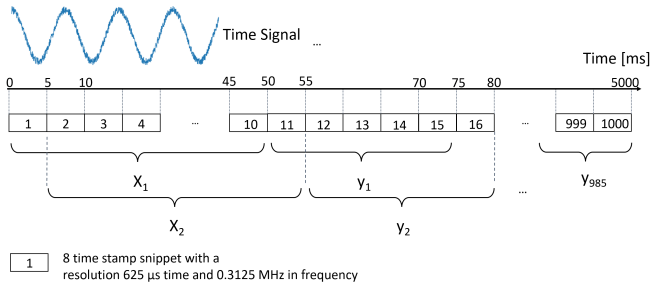 Time Signal ...
Time [ms]
0 5 10 45 50 55 70 75 80 5000
1 2 3 4 ... 10 11 12 13 14 15 16 ... 999 1000
X1 y1 y985
...
X2 y2
1 8 time stamp snippet with a
resolution 625 µs time and 0.3125 MHz in frequency